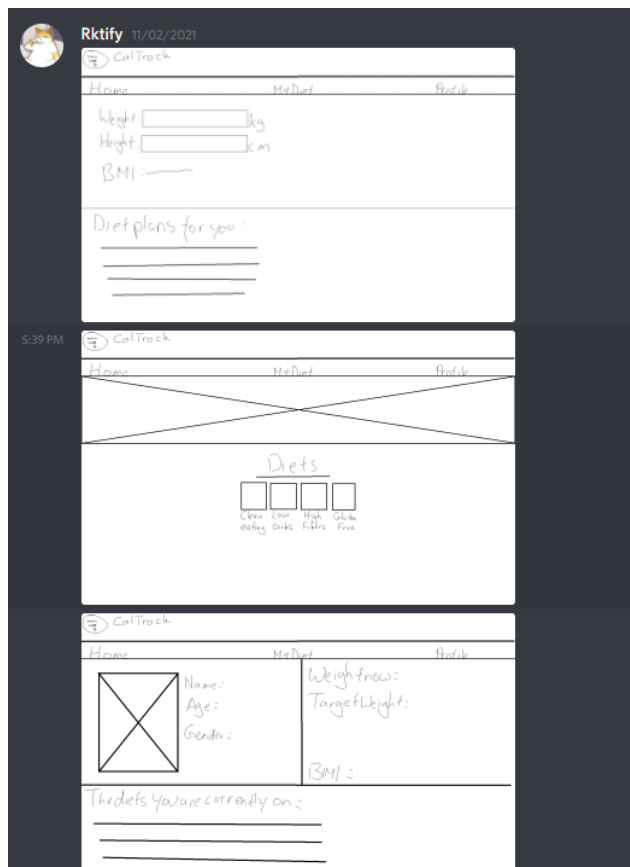 Rktify 11/02/2021
CalTrack
Home MyDiet Profile
Weight: kg
Height: cm
BMI:
Diet plans for you:
5:39 PM
CalTrack
Home MyDiet Profile
Diets
Clean eating
Low Carbs
High Fibers
Gluten Free
CalTrack
Home MyDiet Profile
Name:
Age:
Gender:
Weight now:
Target Weight:
BMI:
The diets you are currently on: